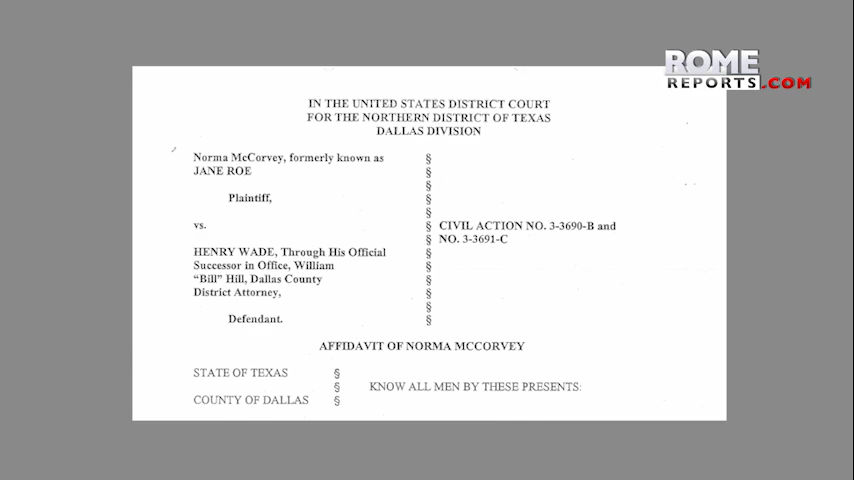 ROME
REPORTS.COM
IN THE UNITED STATES DISTRICT COURT
FOR THE NORTHERN DISTRICT OF TEXAS
DALLAS DIVISION
Norma McCorvey, formerly known as §
JANE ROE §
§
Plaintiff, §
§
vs. § CIVIL ACTION NO. 3-3690-B and
§ NO. 3-3691-C
HENRY WADE, Through His Official §
Successor in Office, William §
“Bill” Hill, Dallas County §
District Attorney, §
§
Defendant. §
AFFIDAVIT OF NORMA MCCORVEY
STATE OF TEXAS §
§ KNOW ALL MEN BY THESE PRESENTS:
COUNTY OF DALLAS §